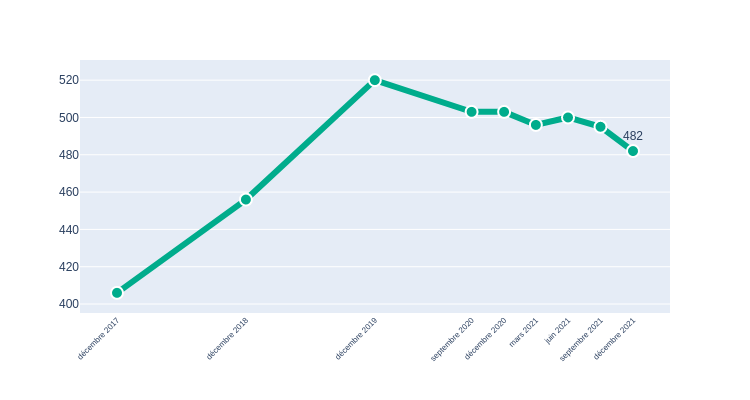 520
500
480
460
440
420
400
482
décembre 2017
décembre 2018
décembre 2019
septembre 2020
décembre 2020
mars 2021
juin 2021
septembre 2021
décembre 2021